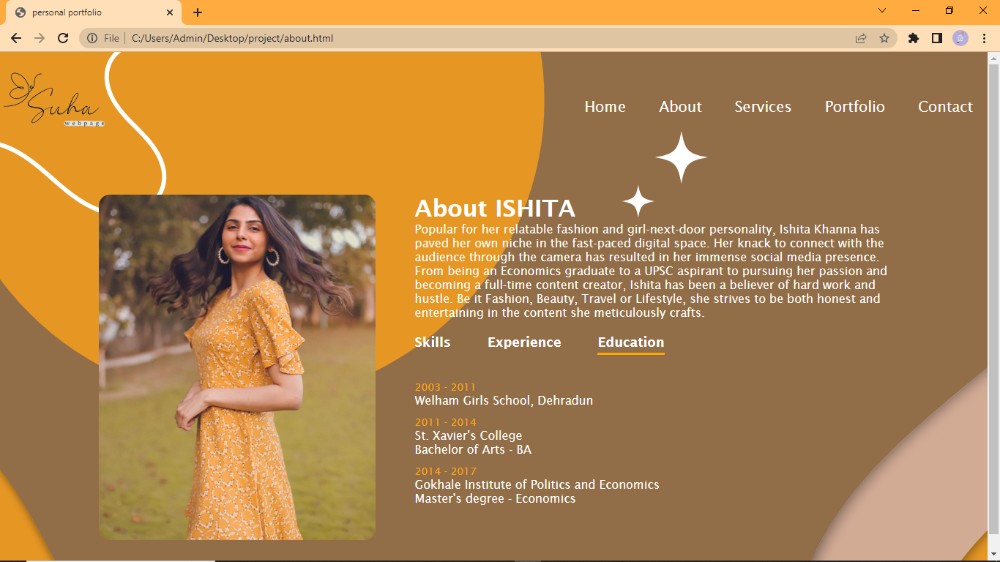 personal portfolio
File
C:/Users/Admin/Desktop/project/about.html
Suha
webpage
Home About Services Portfolio Contact
About ISHITA
Popular for her relatable fashion and girl-next-door personality, Ishita Khanna has
paved her own niche in the fast-paced digital space. Her knack to connect with the
audience through the camera has resulted in her immense social media presence.
From being an Economics graduate to a UPSC aspirant to pursuing her passion and
becoming a full-time content creator, Ishita has been a believer of hard work and
hustle. Be it Fashion, Beauty, Travel or Lifestyle, she strives to be both honest and
entertaining in the content she meticulously crafts.
Skills Experience Education
2003 - 2011
Welham Girls School, Dehradun
2011 - 2014
St. Xavier's College
Bachelor of Arts - BA
2014 - 2017
Gokhale Institute of Politics and Economics
Master's degree - Economics